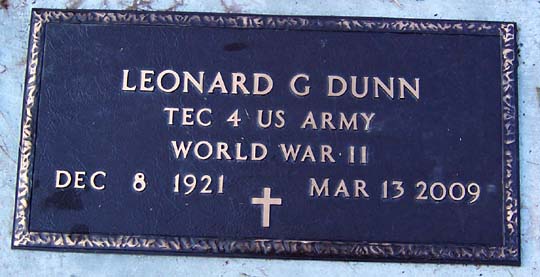 LEONARD G DUNN
TEC 4 US ARMY
WORLD WAR II
DEC 8 1921 MAR 13 2009